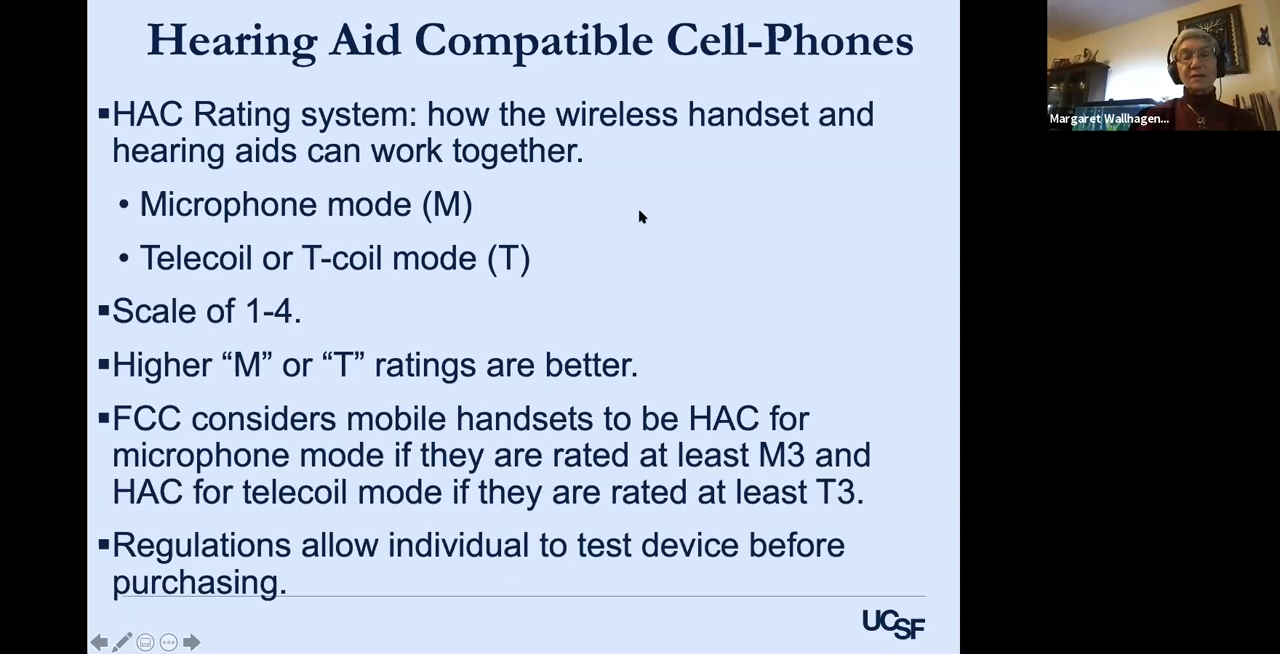 Hearing Aid Compatible Cell-Phones
▪HAC Rating system: how the wireless handset and
hearing aids can work together.
• Microphone mode (M)
• Telecoil or T-coil mode (T)
▪Scale of 1-4.
▪Higher “M” or “T” ratings are better.
▪FCC considers mobile handsets to be HAC for
microphone mode if they are rated at least M3 and
HAC for telecoil mode if they are rated at least T3.
▪Regulations allow individual to test device before
purchasing.
UCSF
Margaret Wallhagen...